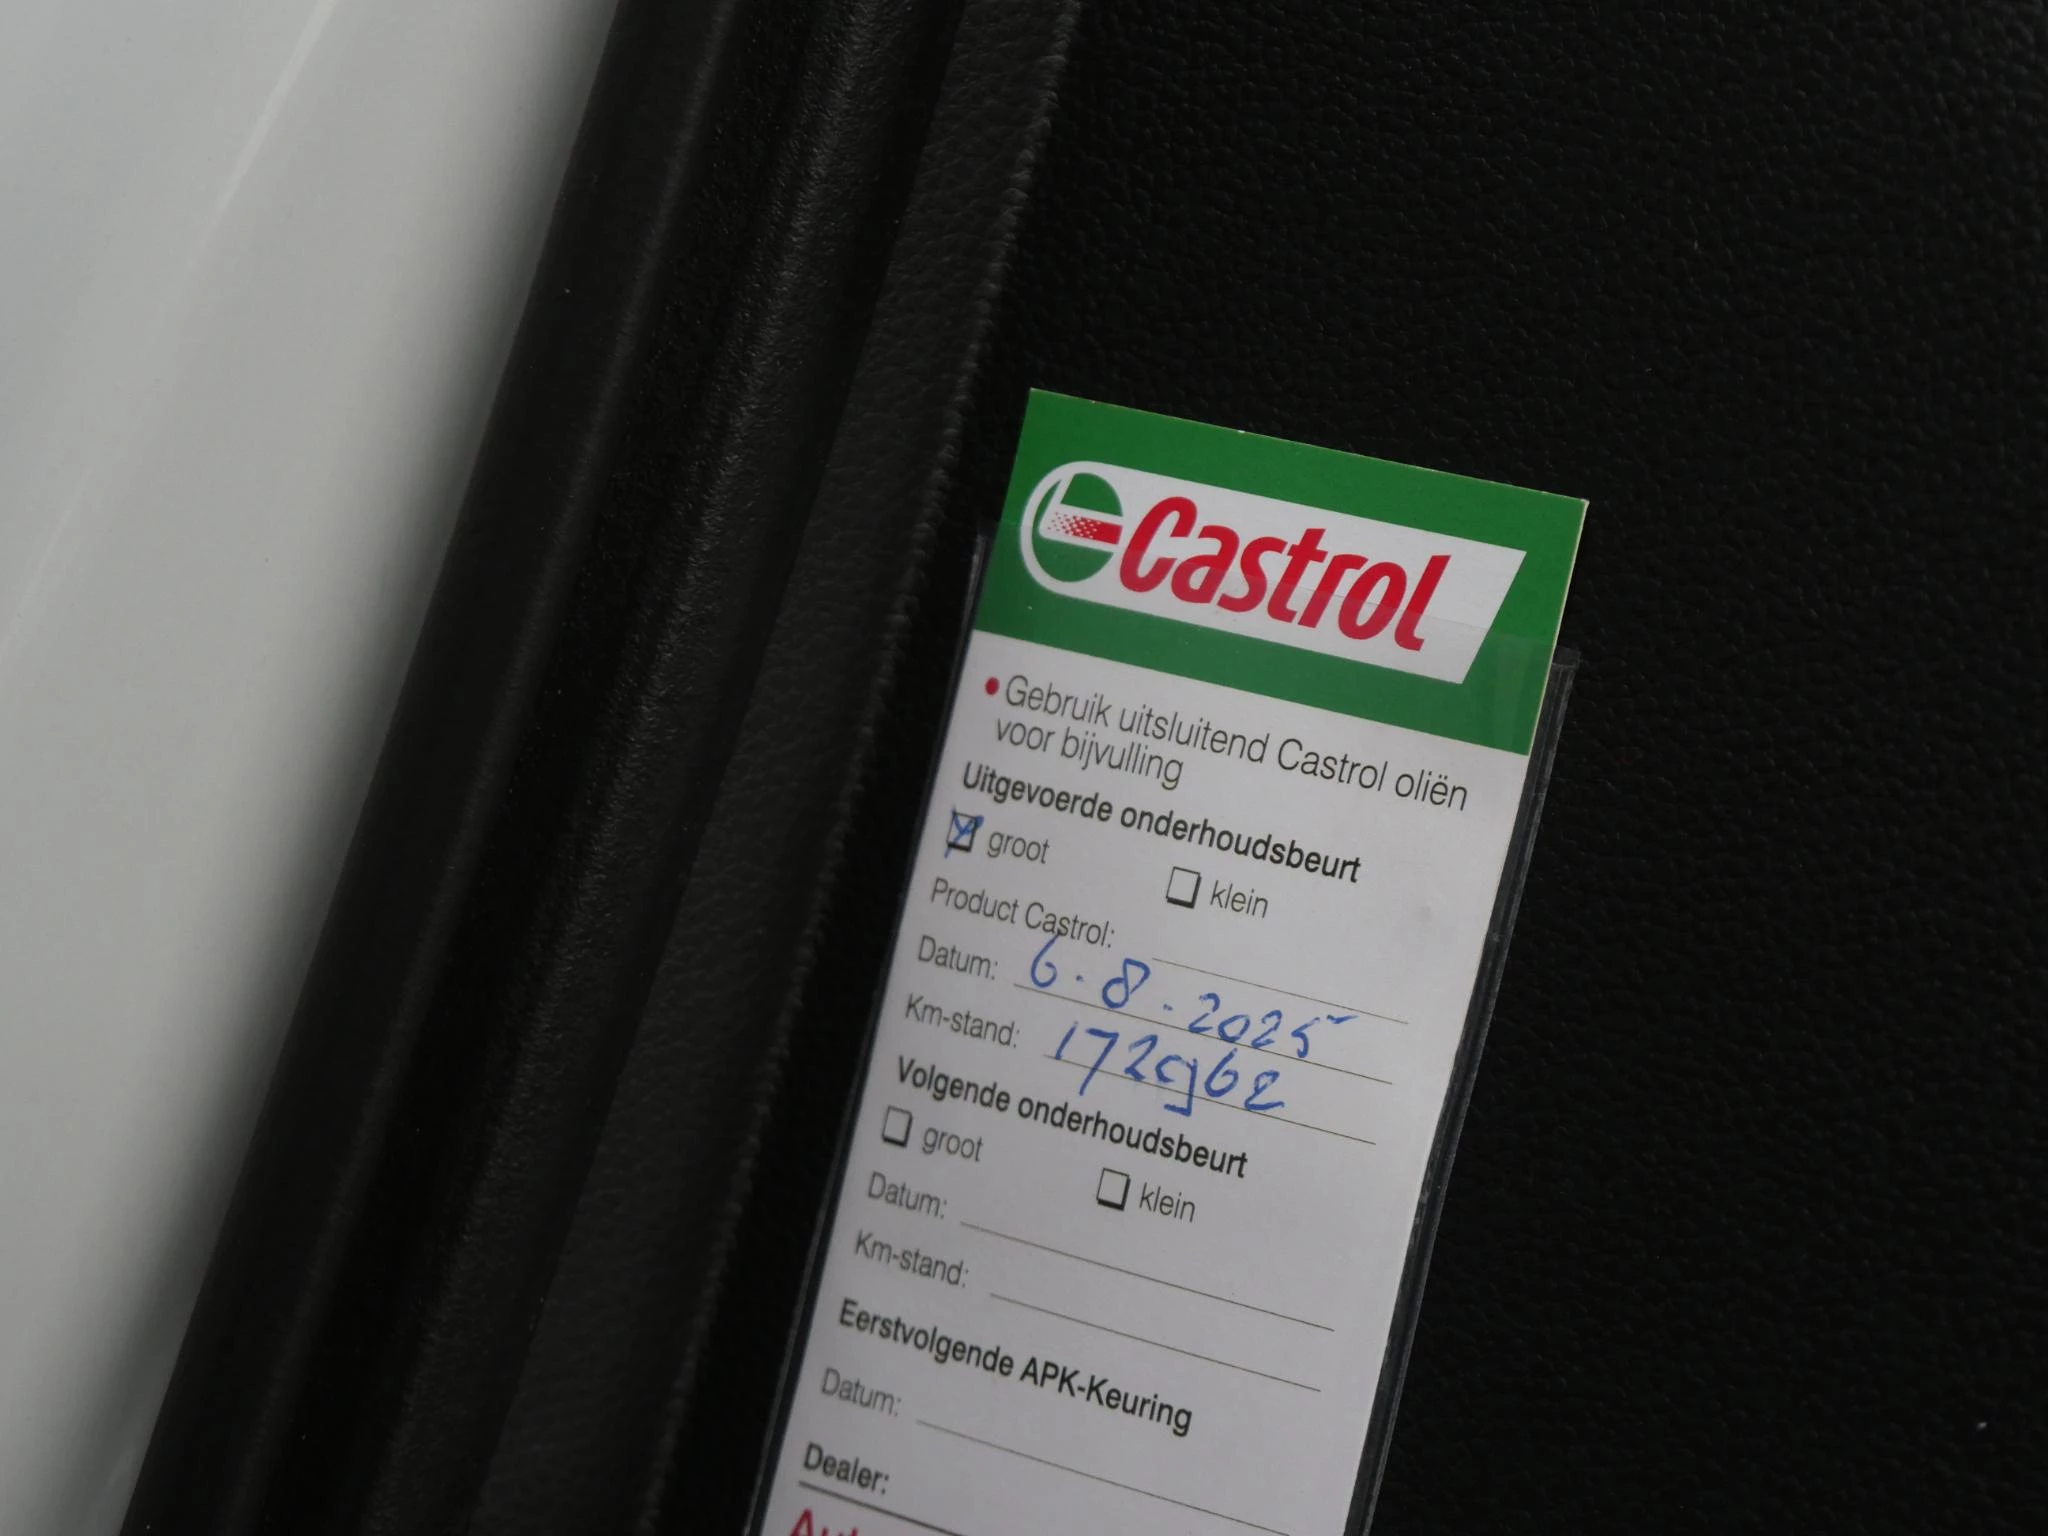 Castrol
• Gebruik uitsluitend Castrol oliën
voor bijvulling
Uitgevoerde onderhoudsbeurt
groot klein
Product Castrol:
Datum: 6.8.2025
Km-stand: 172962
Volgende onderhoudsbeurt
groot klein
Datum:
Km-stand:
Eerstvolgende APK-Keuring
Datum:
Dealer: